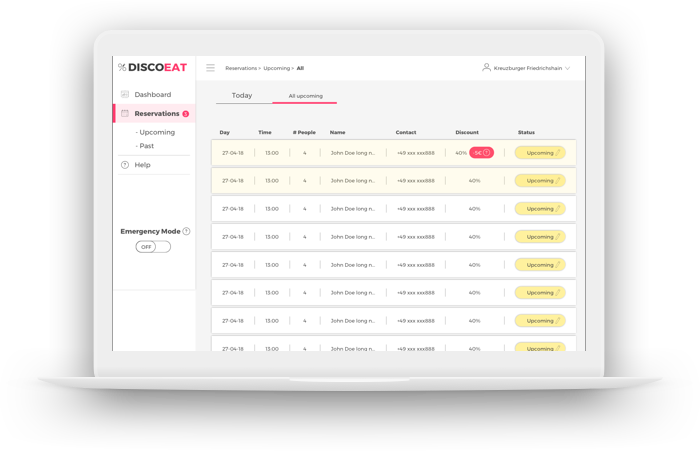 % DISCOEAT
Reservations > Upcoming > All
Kreuzburger Friedrichshain
Dashboard
Reservations
- Upcoming
- Past
? Help
Emergency Mode ?
OFF
Today All upcoming
Day Time # People Name Contact Discount Status
27-04-18 13:00 4 John Doe long n... +49 xxx xxx888 40% 5€ ? Upcoming
27-04-18 13:00 4 John Doe long n... +49 xxx xxx888 40% Upcoming
27-04-18 13:00 4 John Doe long n... +49 xxx xxx888 40% Upcoming
27-04-18 13:00 4 John Doe long n... +49 xxx xxx888 40% Upcoming
27-04-18 13:00 4 John Doe long n... +49 xxx xxx888 40% Upcoming
27-04-18 13:00 4 John Doe long n... +49 xxx xxx888 40% Upcoming
27-04-18 13:00 4 John Doe long n... +49 xxx xxx888 40% Upcoming
27-04-18 13:00 4 John Doe long n... +49 xxx xxx888 40% Upcoming